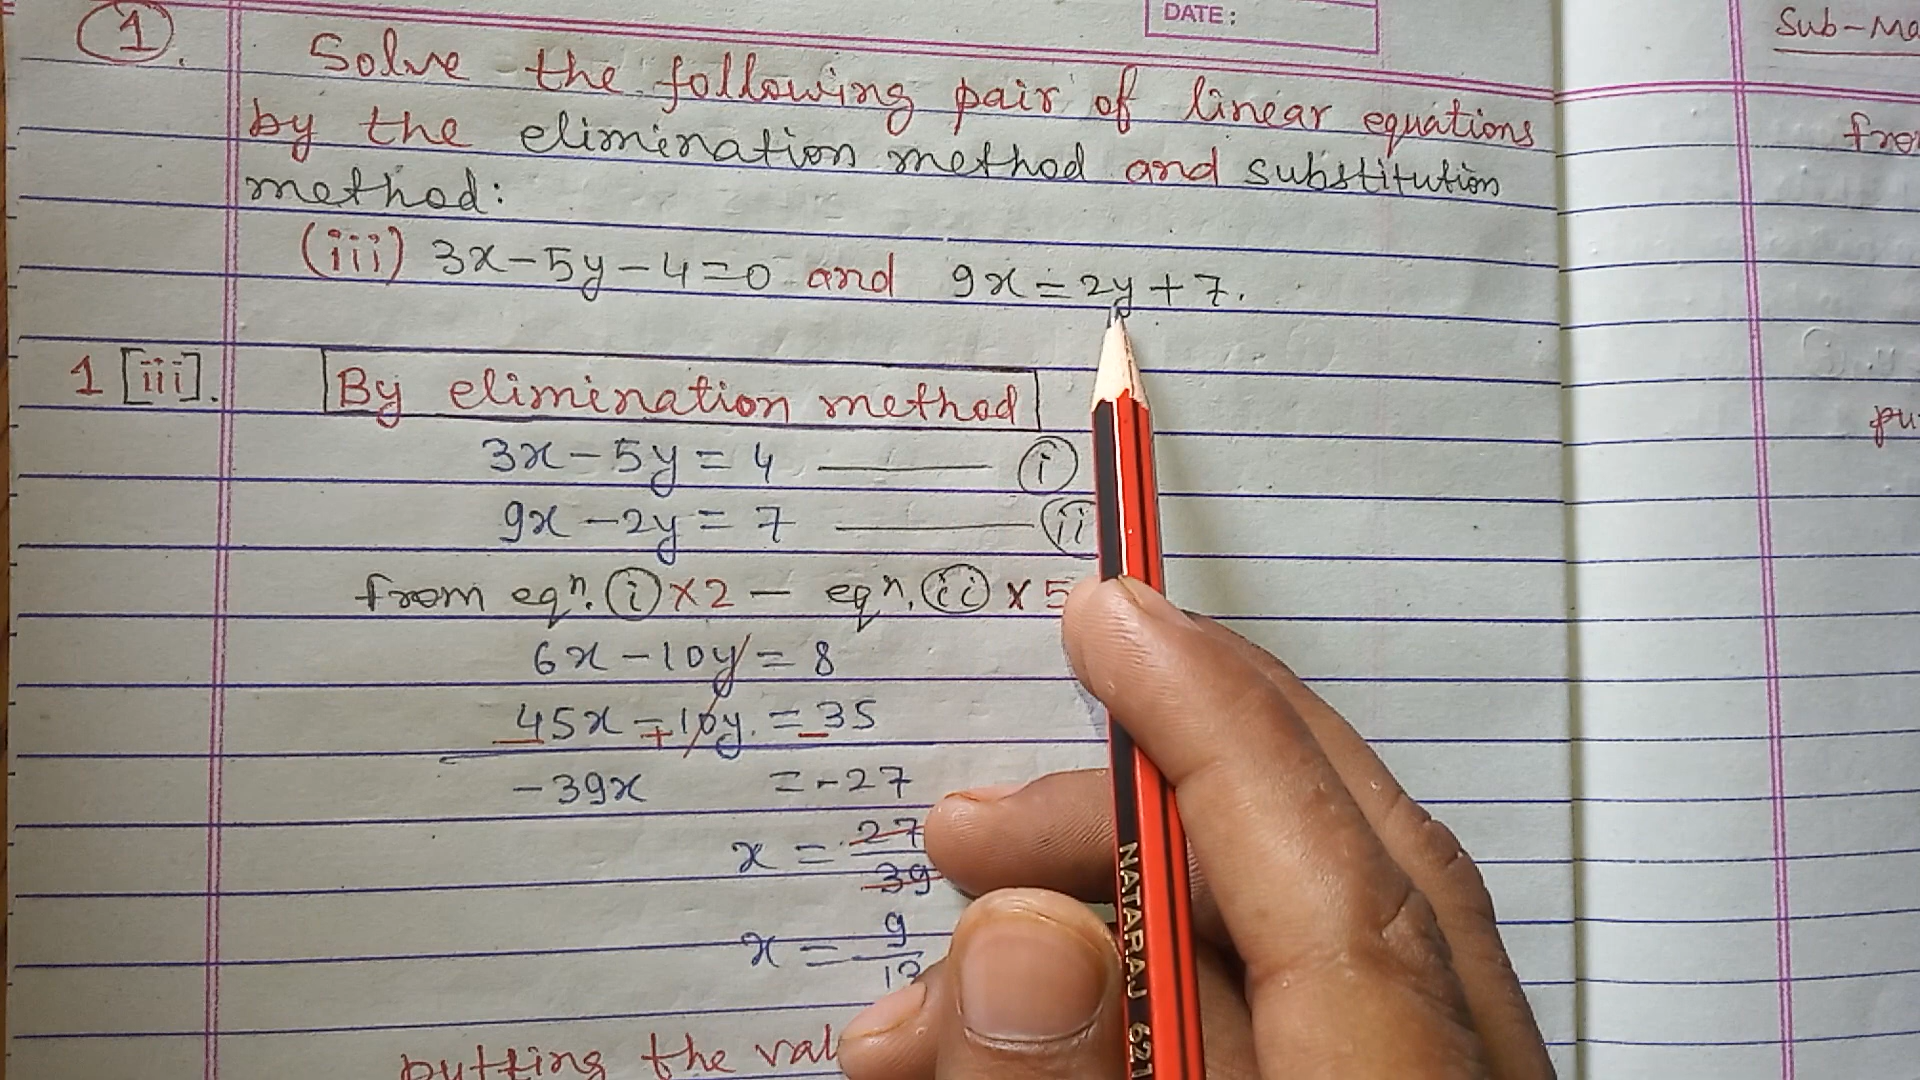 DATE :
1.
Solve the following pair of linear equations
by the elimination method and substitution
method:
(iii) 3x-5y-4=0 and 9x=2y+7.
1 [iii]. By elimination method
3x-5y=4 ——— (i)
9x-2y=7 ——— (ii)
from eqn. (i) ×2 — eqn. (ii) × 5
6x-10y=8
45x-10y=35
— + —
-39x =-27
x = 27/39
x = 9/13
putting the
Sub-
NATARAJ 621